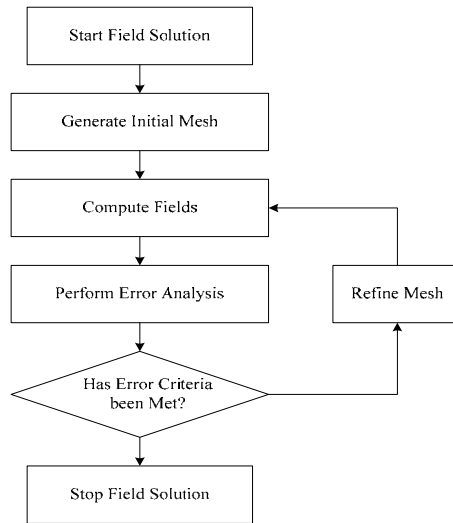 Start Field Solution
Generate Initial Mesh
Compute Fields
Perform Error Analysis
Refine Mesh
Has Error Criteria
been Met?
Stop Field Solution